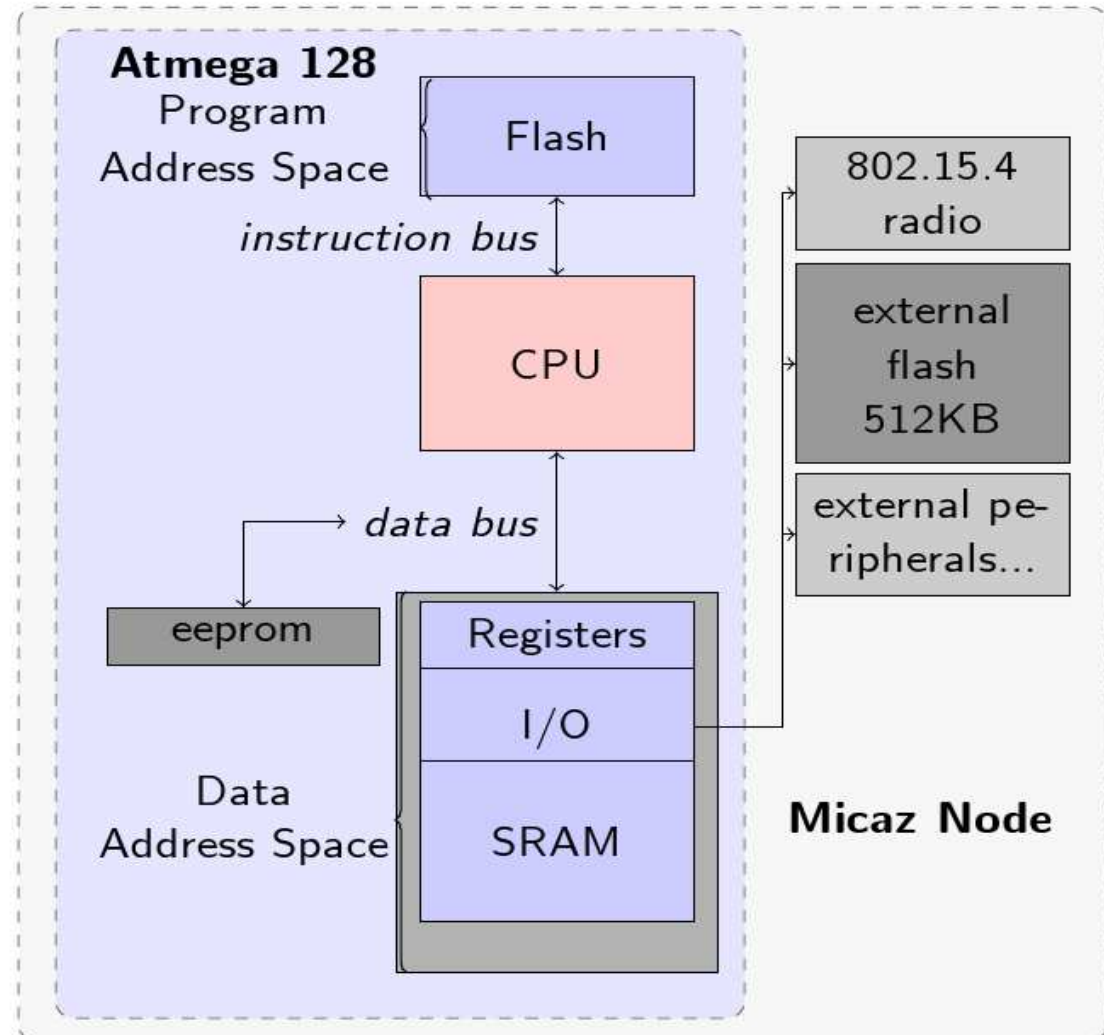 Atmega 128
Program
Address Space
Flash
instruction bus
CPU
data bus
eeprom
Registers
I/O
SRAM
Data
Address Space
802.15.4
radio
external
flash
512KB
external pe-
ripherals...
Micaz Node